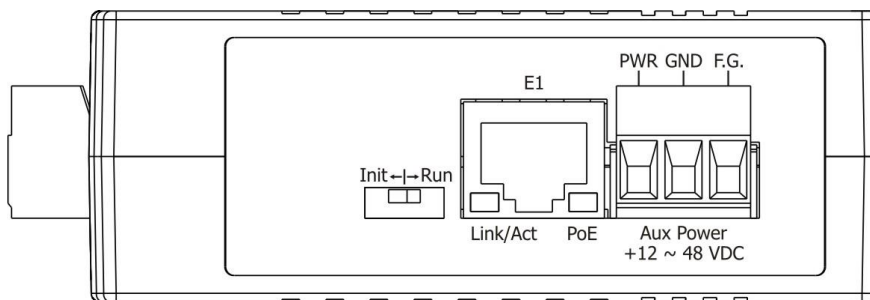 PWR GND F.G.
E1
Init←|→Run
Link/Act PoE
Aux Power
+12 ~ 48 VDC